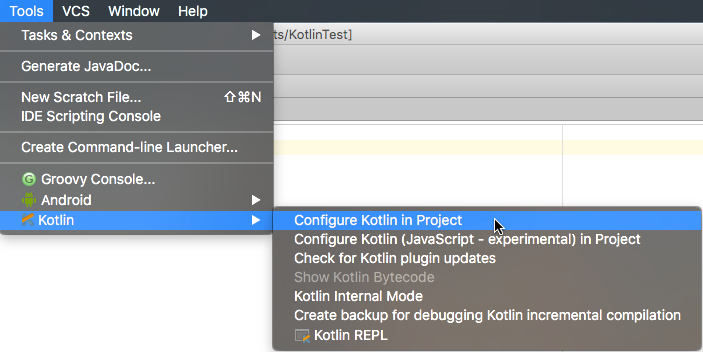 Tools VCS Window Help
Tasks & Contexts
ts/KotlinTest]
Generate JavaDoc...
New Scratch File... ⇧⌘N
IDE Scripting Console
Create Command-line Launcher...
G Groovy Console...
Android
Kotlin
Configure Kotlin in Project
Configure Kotlin (JavaScript - experimental) in Project
Check for Kotlin plugin updates
Show Kotlin Bytecode
Kotlin Internal Mode
Create backup for debugging Kotlin incremental compilation
Kotlin REPL